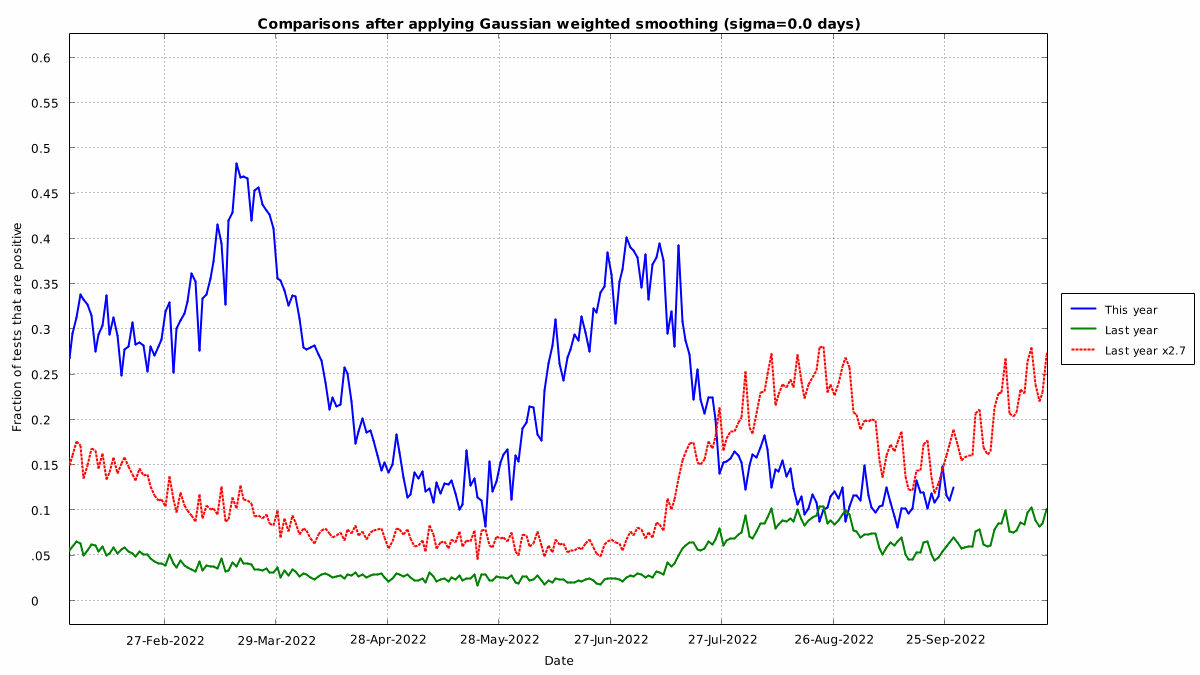 Comparisons after applying Gaussian weighted smoothing (sigma=0.0 days)
0.6
0.55
0.5
0.45
0.4
0.35
0.3
0.25
0.2
0.15
0.1
.05
0
Fraction of tests that are positive
27-Feb-2022
29-Mar-2022
28-Apr-2022
28-May-2022
27-Jun-2022
27-Jul-2022
26-Aug-2022
25-Sep-2022
Date
This year
Last year
Last year x2.7